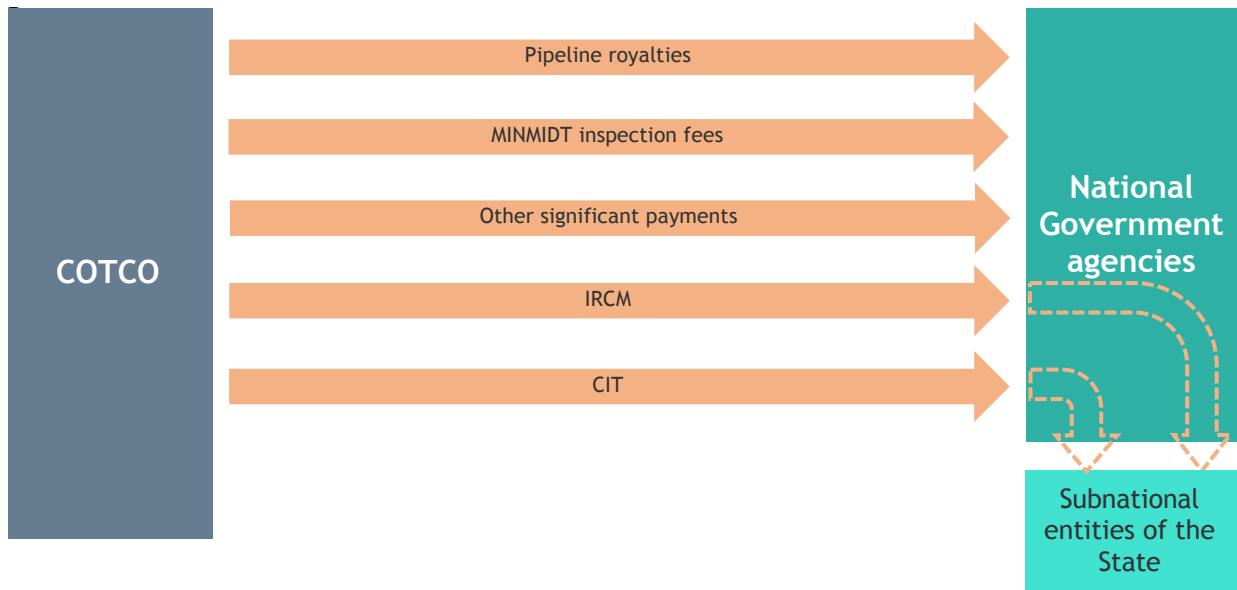 COTCO
Pipeline royalties
MINMIDT inspection fees
Other significant payments
IRCM
CIT
National
Government
agencies
Subnational
entities of the
State